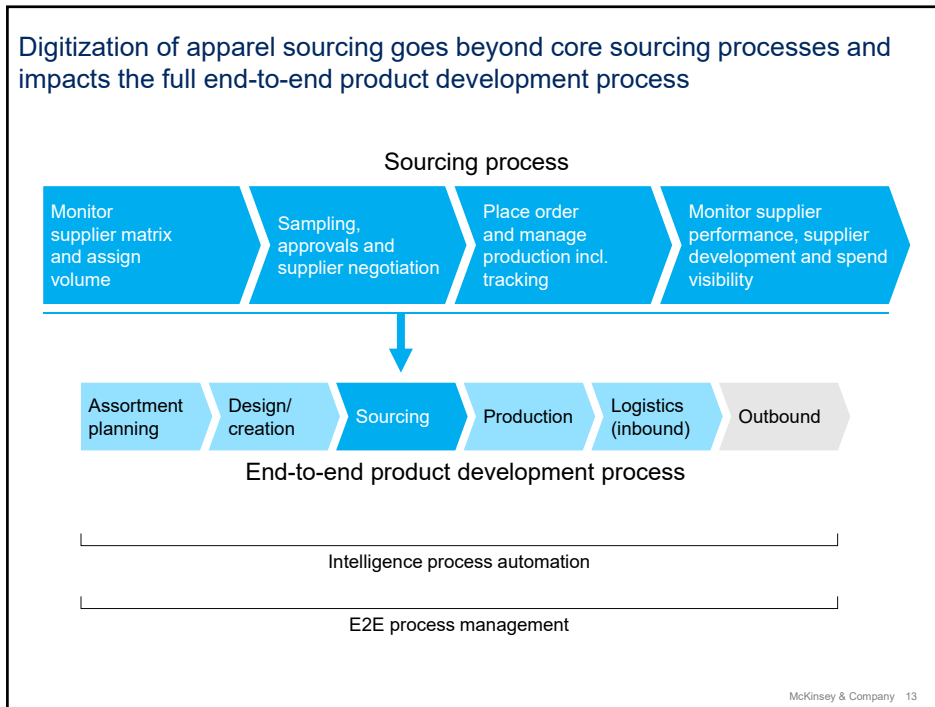 Digitization of apparel sourcing goes beyond core sourcing processes and
impacts the full end-to-end product development process
Sourcing process
Monitor
supplier matrix
and assign
volume
Sampling,
approvals and
supplier negotiation
Place order
and manage
production incl.
tracking
Monitor supplier
performance, supplier
development and spend
visibility
Assortment
planning
Design/
creation
Sourcing
Production
Logistics
(inbound)
Outbound
End-to-end product development process
Intelligence process automation
E2E process management
McKinsey & Company 13